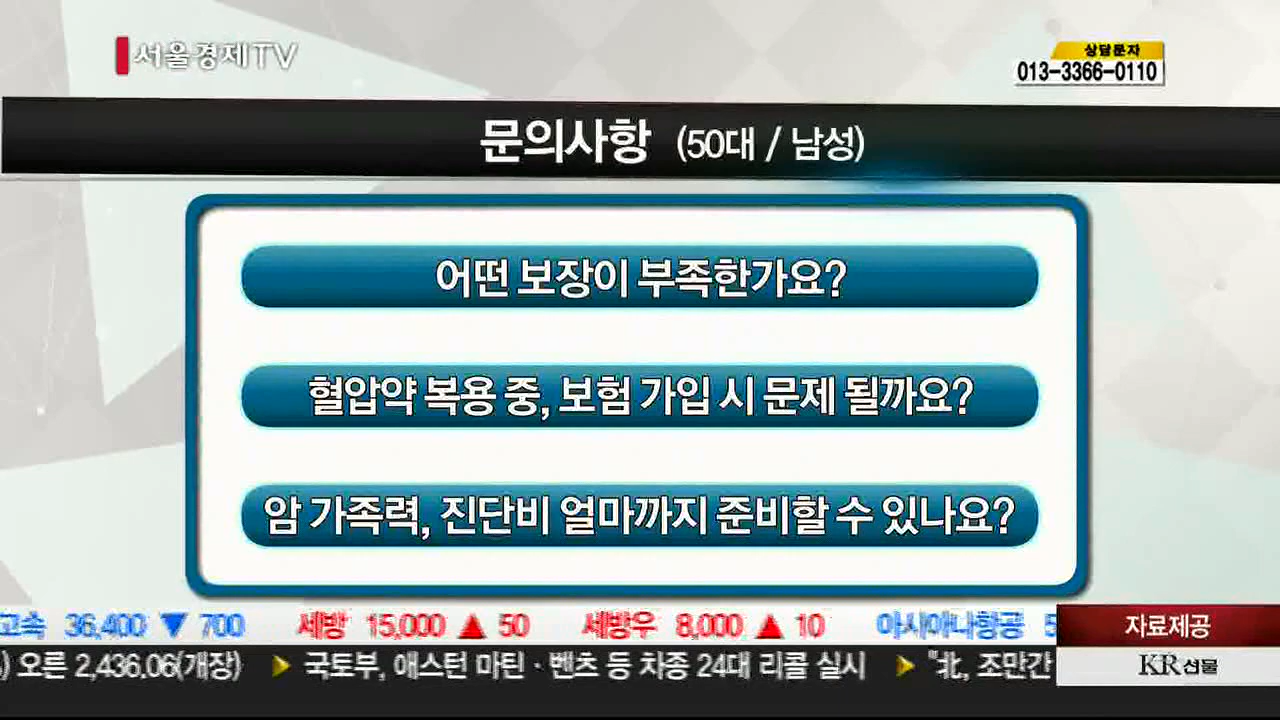 서울경제TV
상담문자
013-3366-0110
문의사항 (50대 / 남성)
어떤 보장이 부족한가요?
혈압약 복용 중, 보험 가입 시 문제 될까요?
암 가족력, 진단비 얼마까지 준비할 수 있나요?
고속 36,400 ▼ 700 세방 15,000 ▲ 50 세방우 8,000 ▲ 10 아시아나항공 5
자료제공
) 오른 2,436.06(개장) ▶ 국토부, 애스턴 마틴·벤츠 등 차종 24대 리콜 실시 ▶ "北, 조만간
KR선물